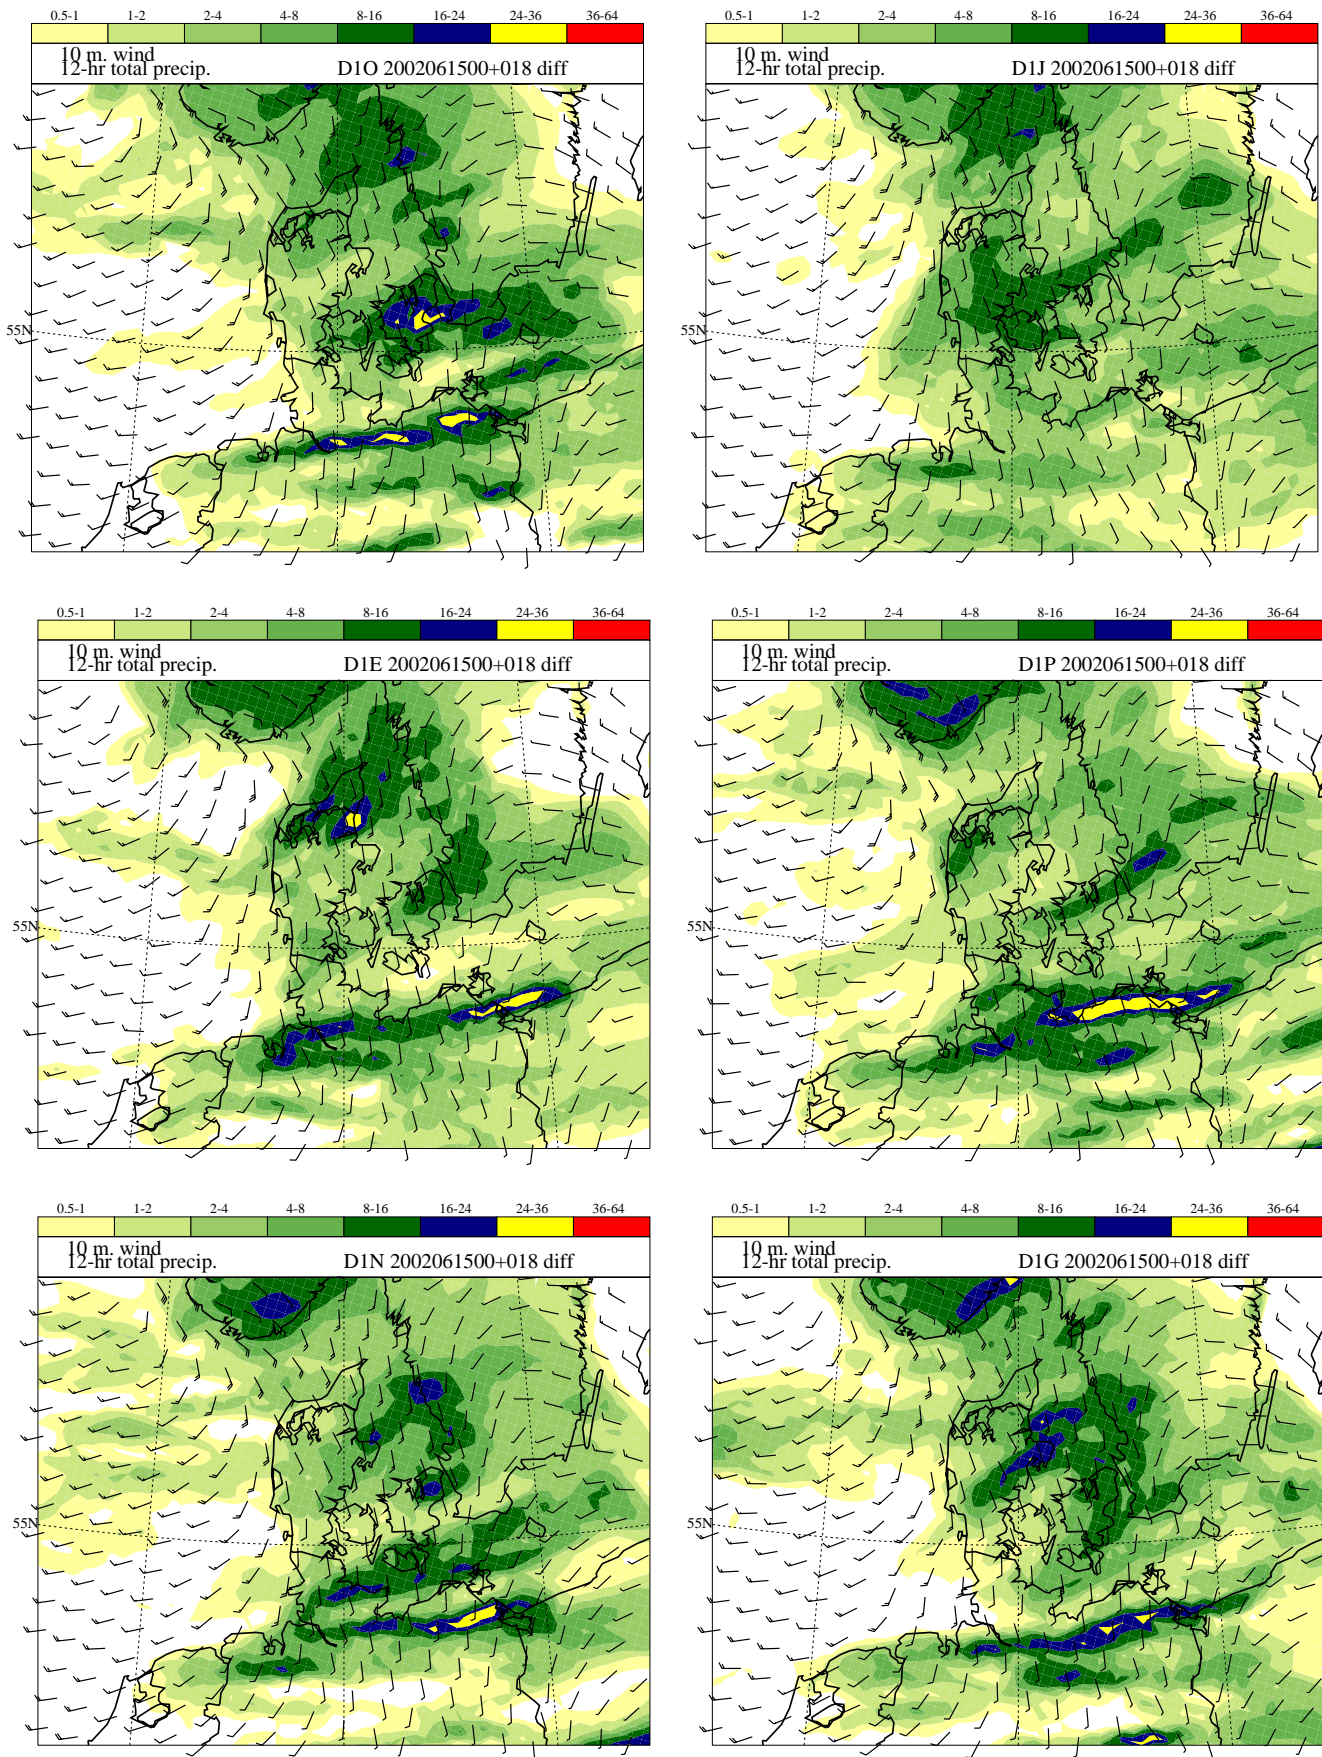 0.5-1 1-2 2-4 4-8 8-16 16-24 24-36 36-64
10 m. wind
12-hr total precip. D1O 2002061500+018 diff
55N
0.5-1 1-2 2-4 4-8 8-16 16-24 24-36 36-64
10 m. wind
12-hr total precip. D1J 2002061500+018 diff
55N
0.5-1 1-2 2-4 4-8 8-16 16-24 24-36 36-64
10 m. wind
12-hr total precip. D1E 2002061500+018 diff
55N
0.5-1 1-2 2-4 4-8 8-16 16-24 24-36 36-64
10 m. wind
12-hr total precip. D1P 2002061500+018 diff
55N
0.5-1 1-2 2-4 4-8 8-16 16-24 24-36 36-64
10 m. wind
12-hr total precip. D1N 2002061500+018 diff
55N
0.5-1 1-2 2-4 4-8 8-16 16-24 24-36 36-64
10 m. wind
12-hr total precip. D1G 2002061500+018 diff
55N